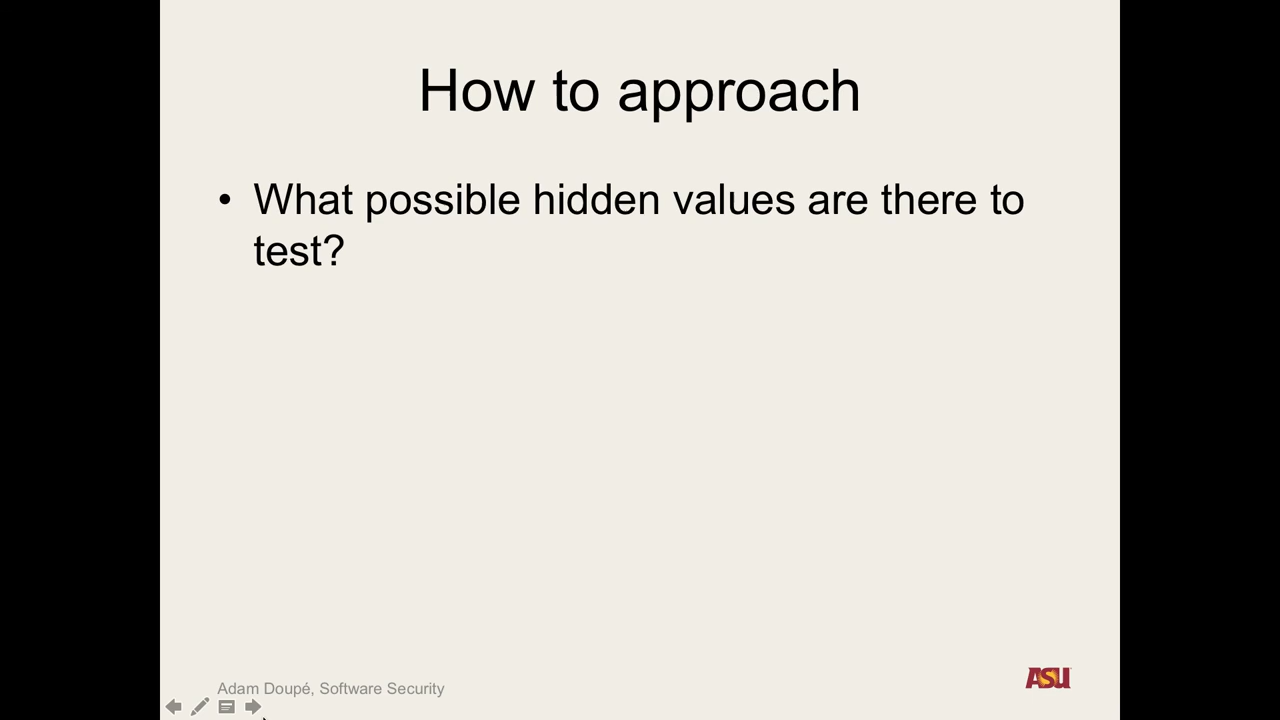 How to approach
• What possible hidden values are there to
test?
Adam Doupé, Software Security
ASU